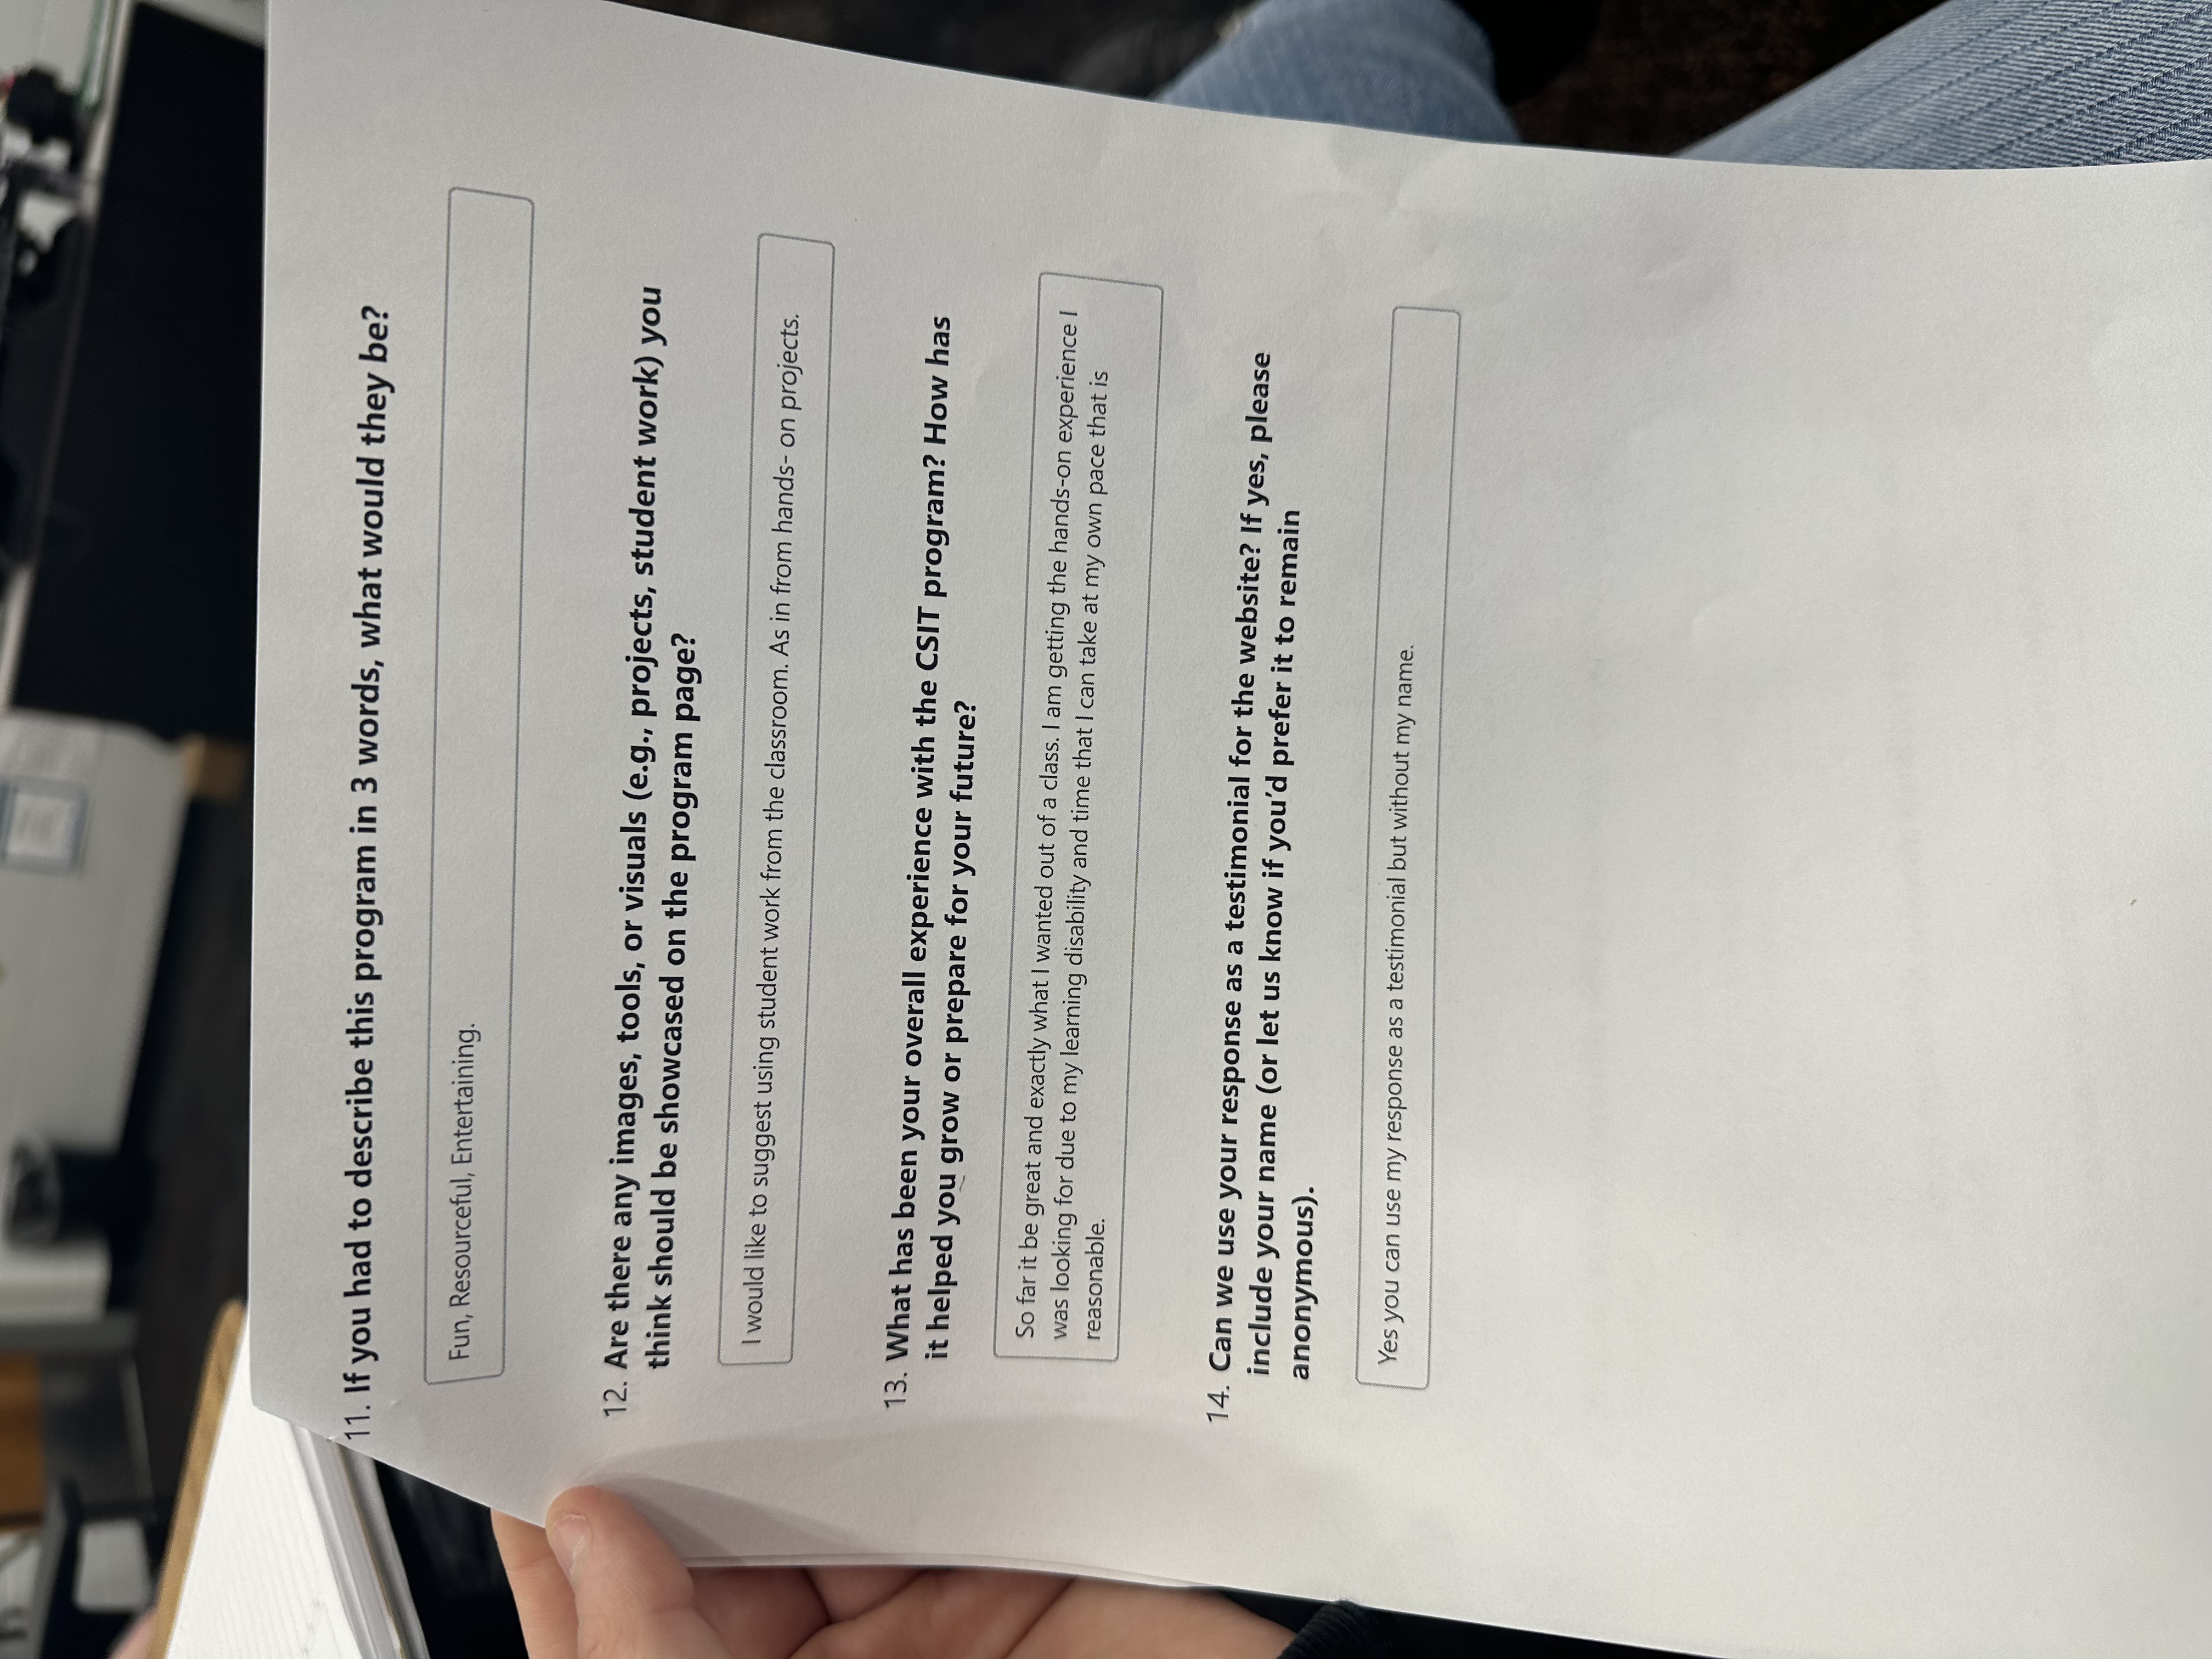 11. If you had to describe this program in 3 words, what would they be?
Fun, Resourceful, Entertaining.
12. Are there any images, tools, or visuals (e.g., projects, student work) you
think should be showcased on the program page?
I would like to suggest using student work from the classroom. As in from hands- on projects.
13. What has been your overall experience with the CSIT program? How has
it helped you grow or prepare for your future?
So far it be great and exactly what I wanted out of a class. I am getting the hands-on experience I
was looking for due to my learning disability and time that I can take at my own pace that is
reasonable.
14. Can we use your response as a testimonial for the website? If yes, please
include your name (or let us know if you’d prefer it to remain
anonymous).
Yes you can use my response as a testimonial but without my name.